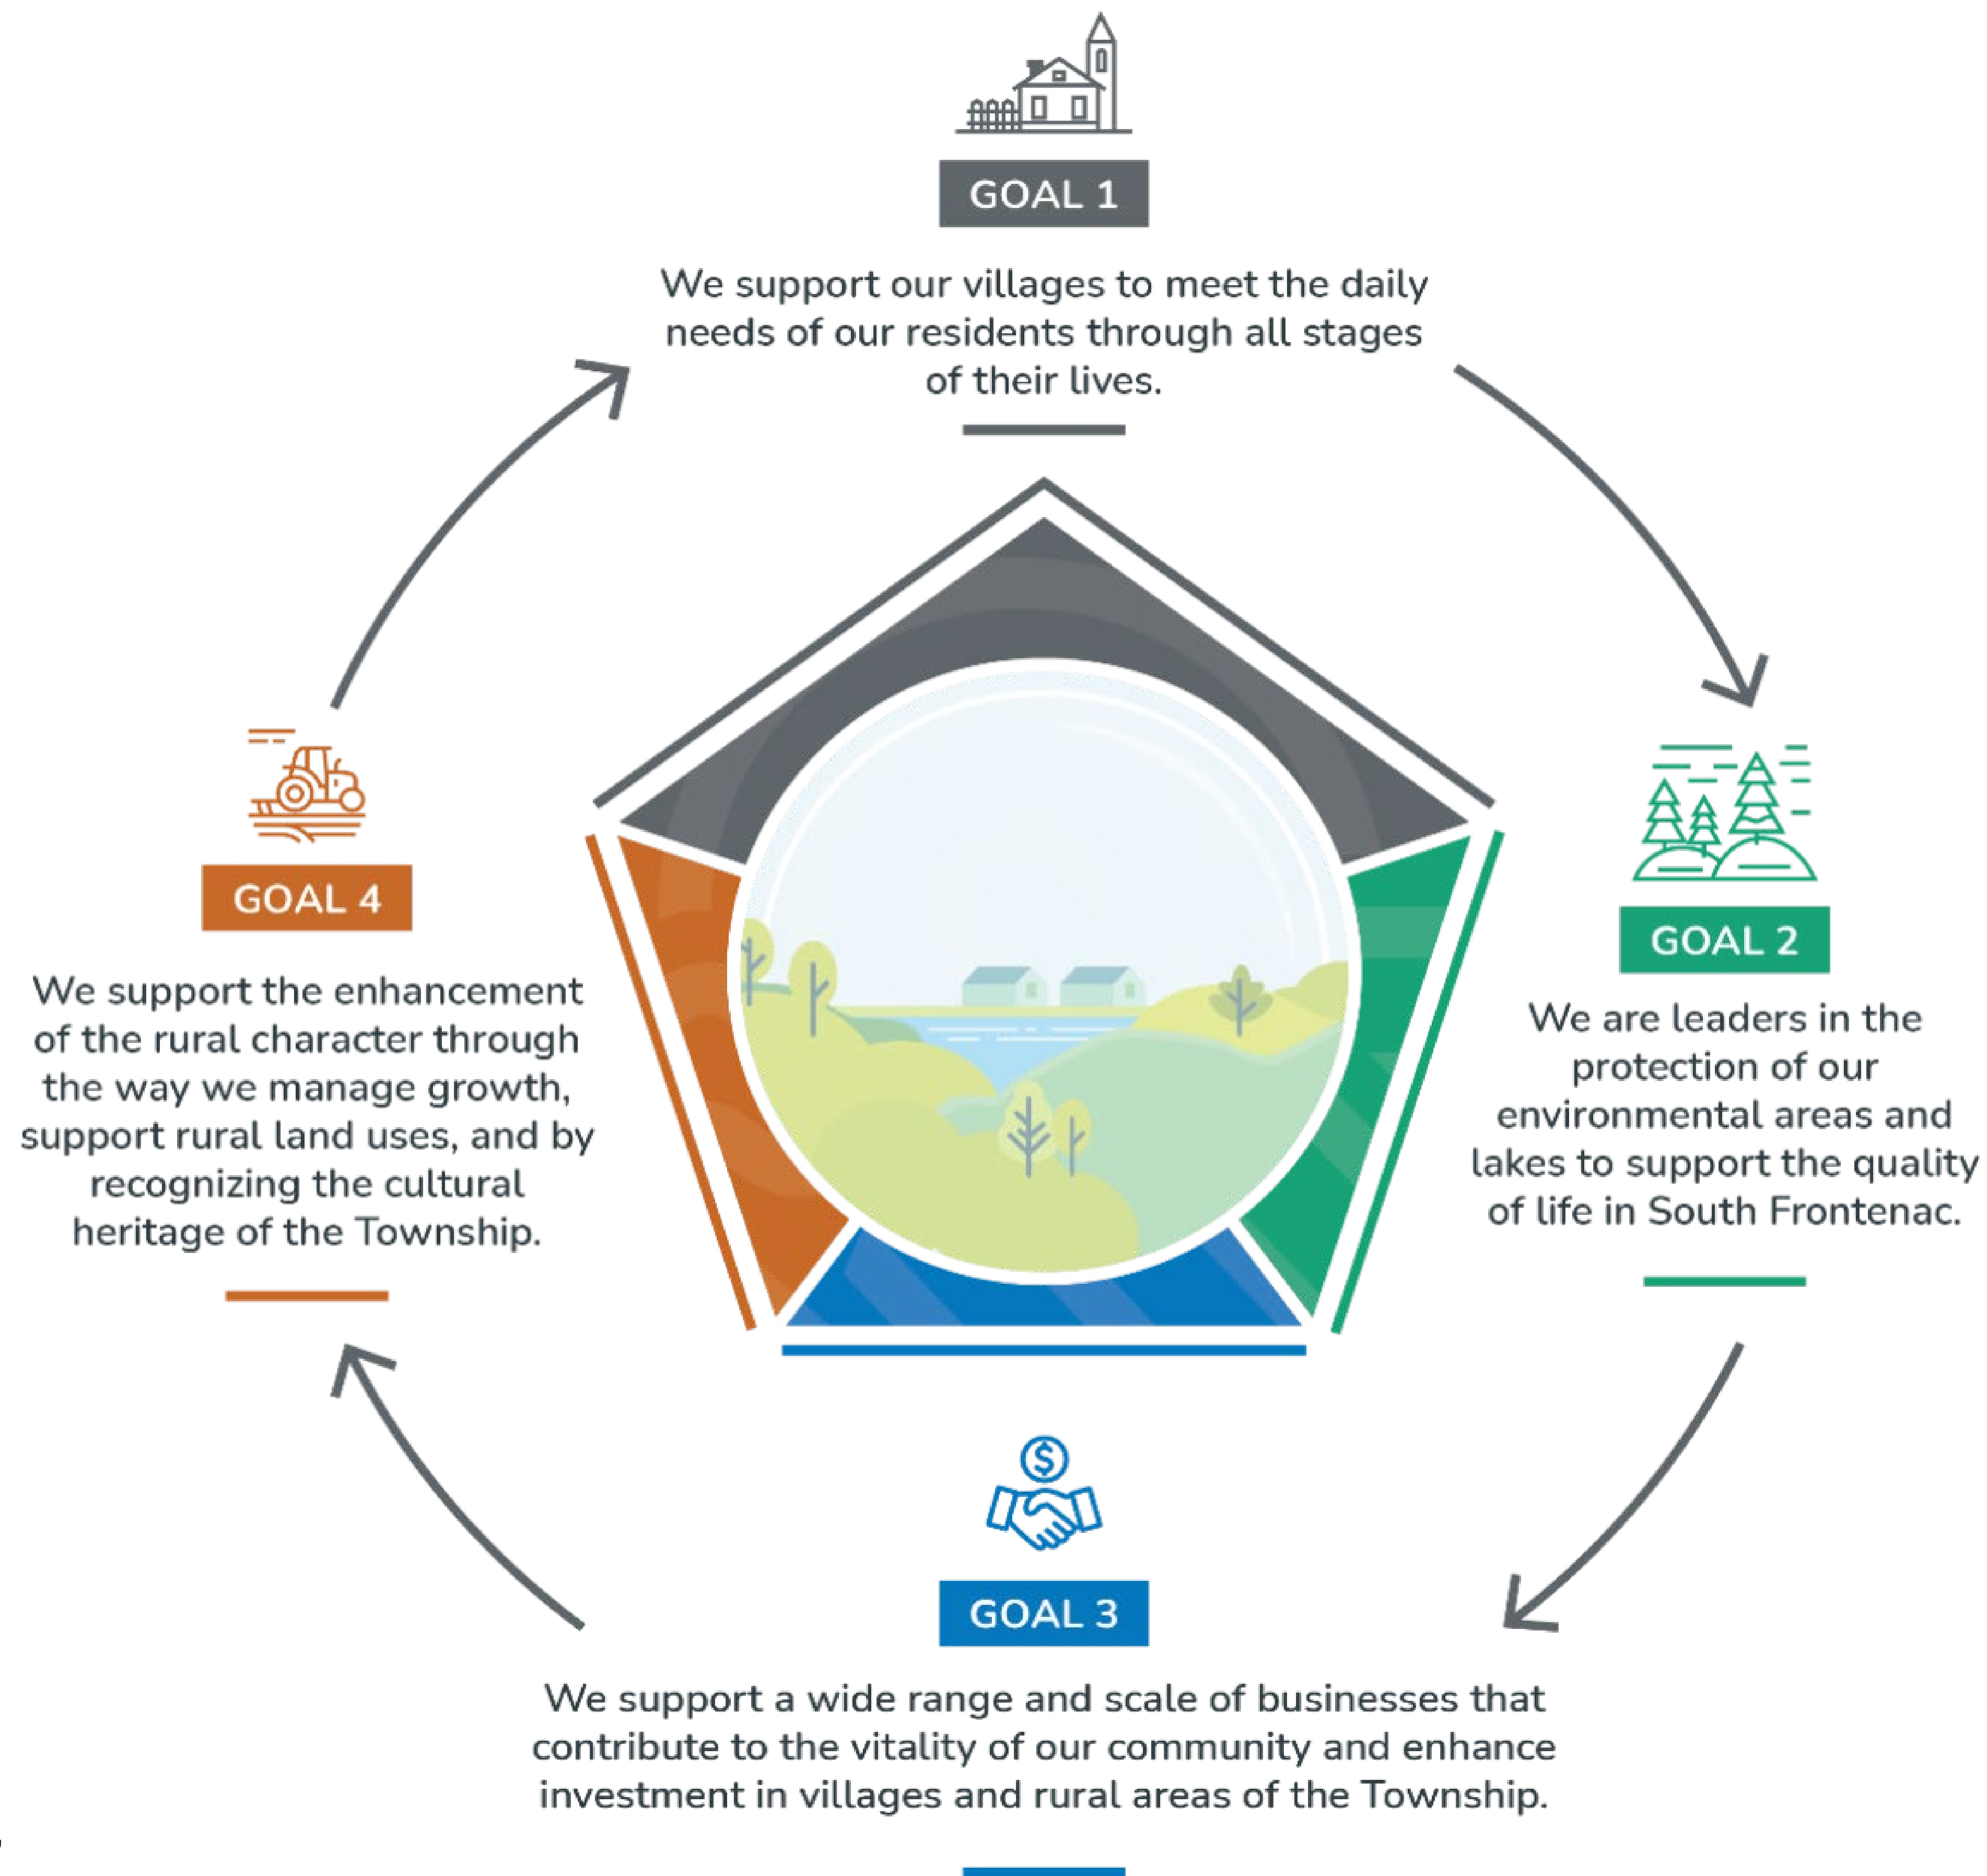 GOAL 1
We support our villages to meet the daily
needs of our residents through all stages
of their lives.
GOAL 2
We are leaders in the
protection of our
environmental areas and
lakes to support the quality
of life in South Frontenac.
$
GOAL 3
We support a wide range and scale of businesses that
contribute to the vitality of our community and enhance
investment in villages and rural areas of the Township.
GOAL 4
We support the enhancement
of the rural character through
the way we manage growth,
support rural land uses, and by
recognizing the cultural
heritage of the Township.